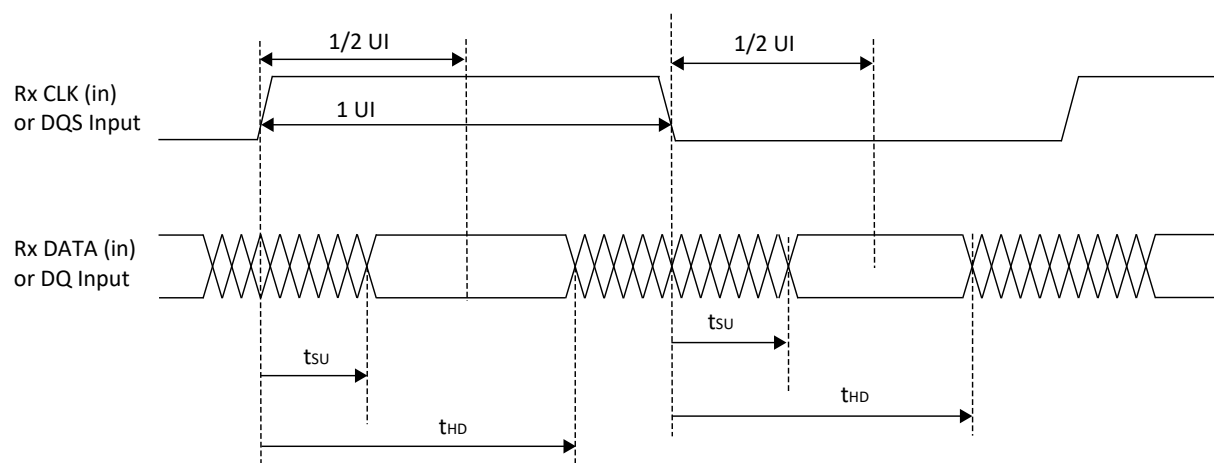 1/2 UI
1/2 UI
Rx CLK (in)
or DQS Input
1 UI
Rx DATA (in)
or DQ Input
tSU
tSU
tHD
tHD